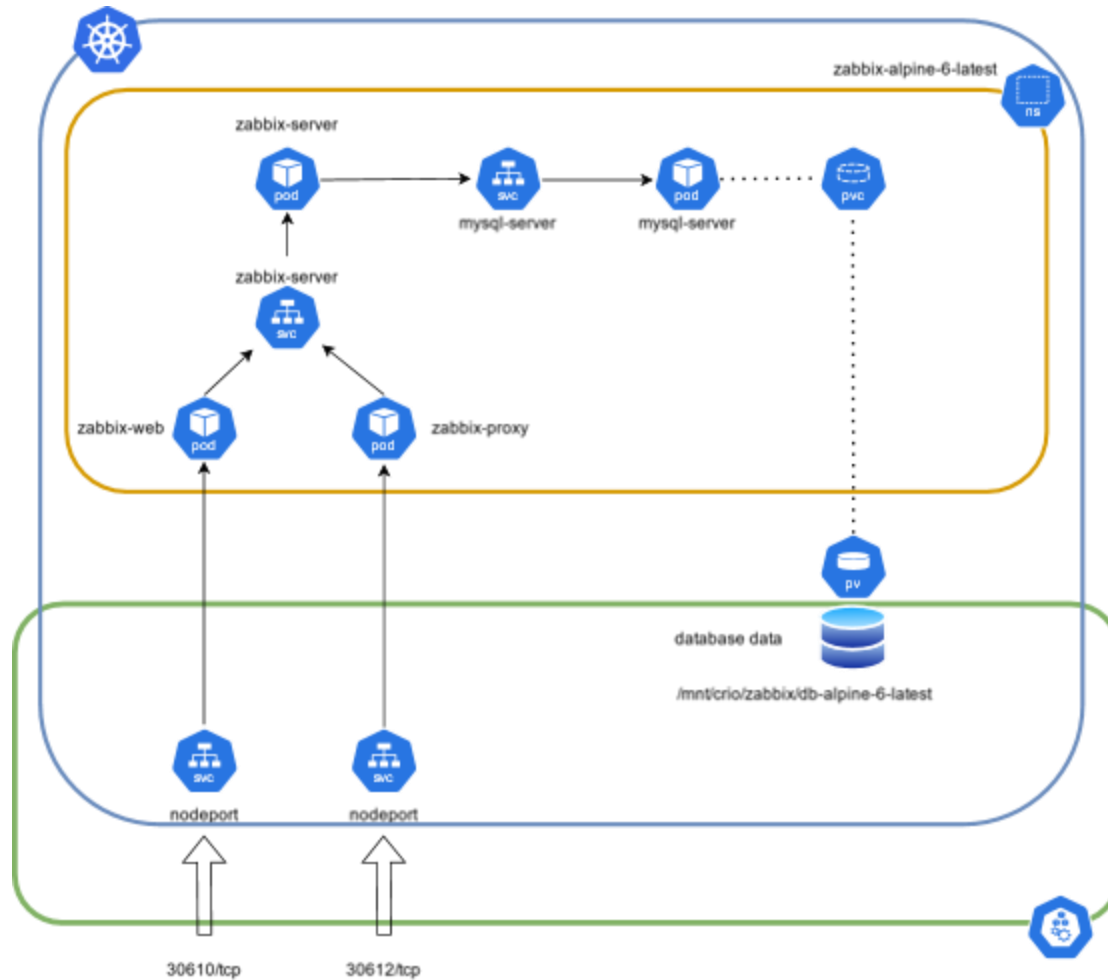 zabbix-alpine-6-latest
ns
zabbix-server
pod
svc
mysql-server
pod
mysql-server
pvc
zabbix-server
svc
zabbix-web
pod
pod
zabbix-proxy
pv
database data
/mnt/crio/zabbix/db-alpine-6-latest
svc
nodeport
svc
nodeport
30610/tcp
30612/tcp